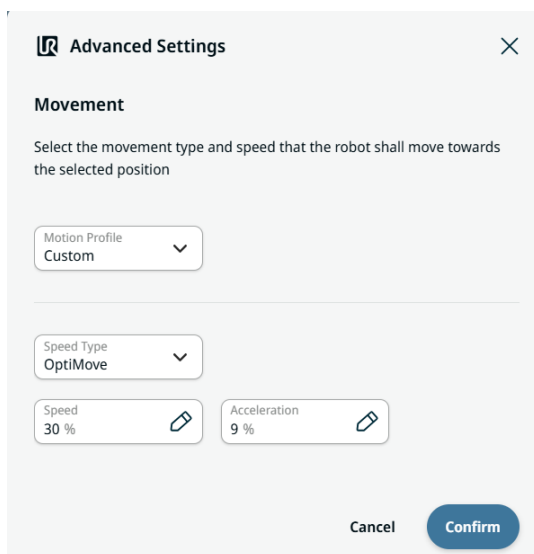 UR Advanced Settings
Movement
Select the movement type and speed that the robot shall move towards
the selected position
Motion Profile
Custom
Speed Type
OptiMove
Speed
30 %
Acceleration
9 %
Cancel
Confirm